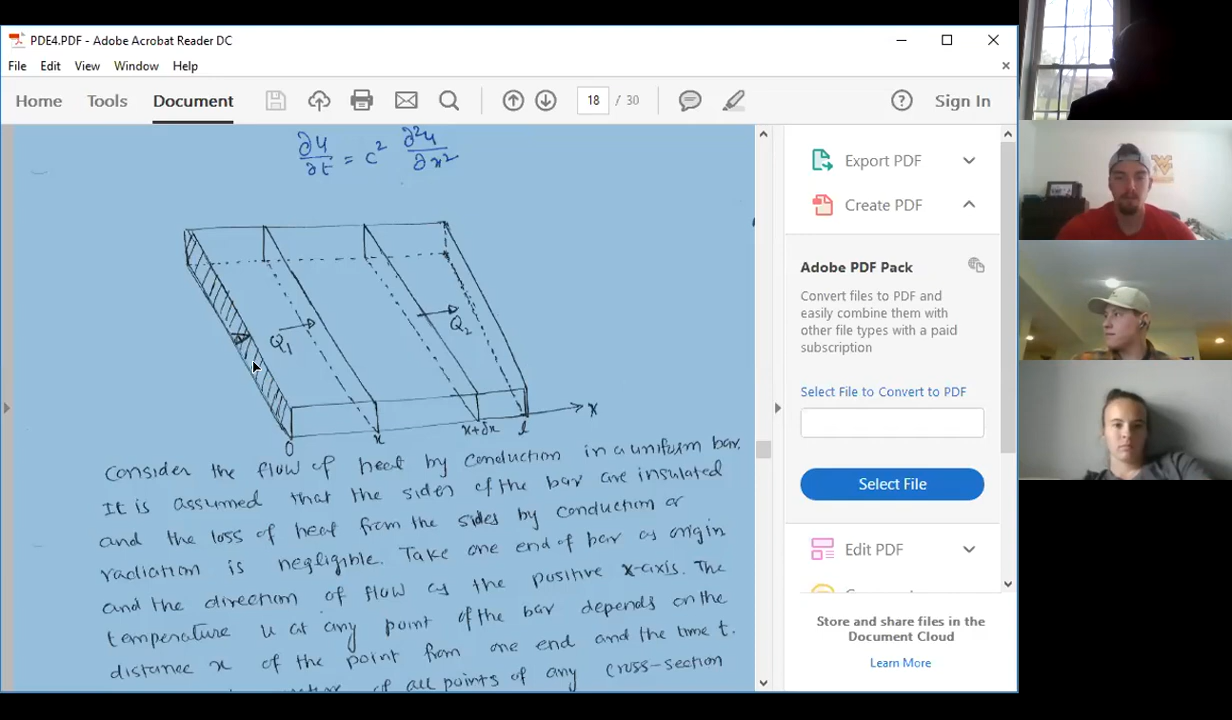 PDE4.PDF - Adobe Acrobat Reader DC
File Edit View Window Help
Home Tools Document 18 / 30 Sign In
∂u/∂t = c² ∂²u/∂x²
Q1
Q2
0 x x+δx l X
Consider the flow of heat by conduction in a uniform bar.
It is assumed that the sides of the bar are insulated
and the loss of heat from the sides by conduction or
radiation is negligible. Take one end of bar as origin
and the direction of flow as the positive x-axis. The
temperature u at any point of the bar depends on the
distance x of the point from one end and the time t.
of all points of any cross-section
Export PDF
Create PDF
Adobe PDF Pack
Convert files to PDF and
easily combine them with
other file types with a paid
subscription
Select File to Convert to PDF
Select File
Edit PDF
Store and share files in the
Document Cloud
Learn More